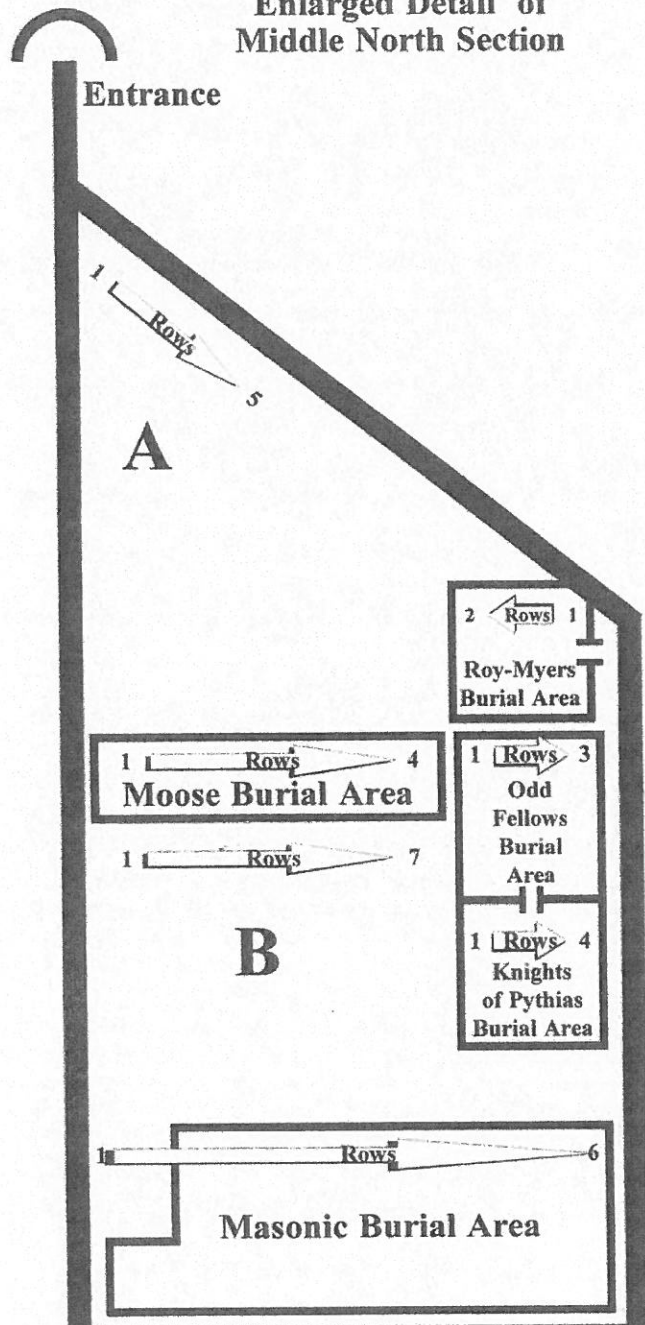 Enlarged Detail of
Middle North Section
Entrance
1 Rows 5
A
2 Rows 1
Roy-Myers
Burial Area
1 Rows 4
Moose Burial Area
1 Rows 3
Odd
Fellows
Burial
Area
1 Rows 7
B
1 Rows 4
Knights
of Pythias
Burial Area
1 Rows 6
Masonic Burial Area